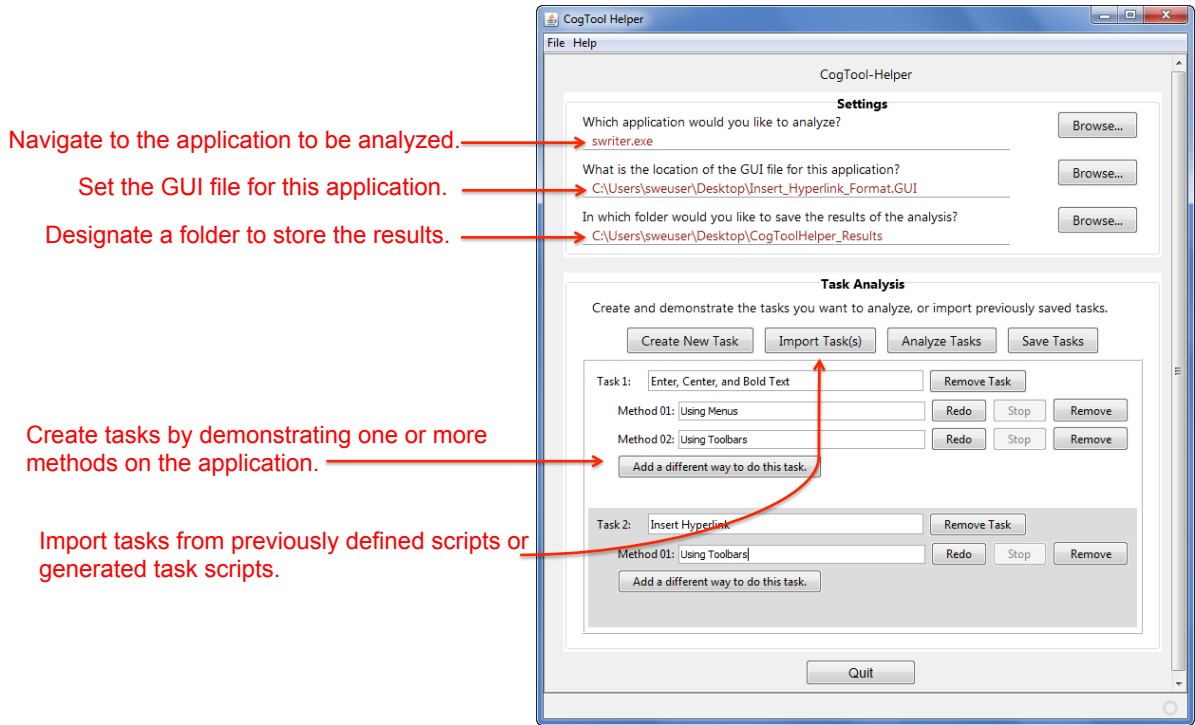 CogTool Helper
File Help
CogTool-Helper
Settings
Which application would you like to analyze?
Browse...
swriter.exe
Navigate to the application to be analyzed.
What is the location of the GUI file for this application?
Browse...
C:\Users\sweuser\Desktop\Insert_Hyperlink_Format.GUI
Set the GUI file for this application.
In which folder would you like to save the results of the analysis?
Browse...
C:\Users\sweuser\Desktop\CogToolHelper_Results
Designate a folder to store the results.
Task Analysis
Create and demonstrate the tasks you want to analyze, or import previously saved tasks.
Create New Task Import Task(s) Analyze Tasks Save Tasks
Task 1: Enter, Center, and Bold Text Remove Task
Method 01: Using Menus Redo Stop Remove
Method 02: Using Toolbars Redo Stop Remove
Add a different way to do this task.
Create tasks by demonstrating one or more
methods on the application.
Task 2: Insert Hyperlink Remove Task
Method 01: Using Toolbars Redo Stop Remove
Add a different way to do this task.
Import tasks from previously defined scripts or
generated task scripts.
Quit